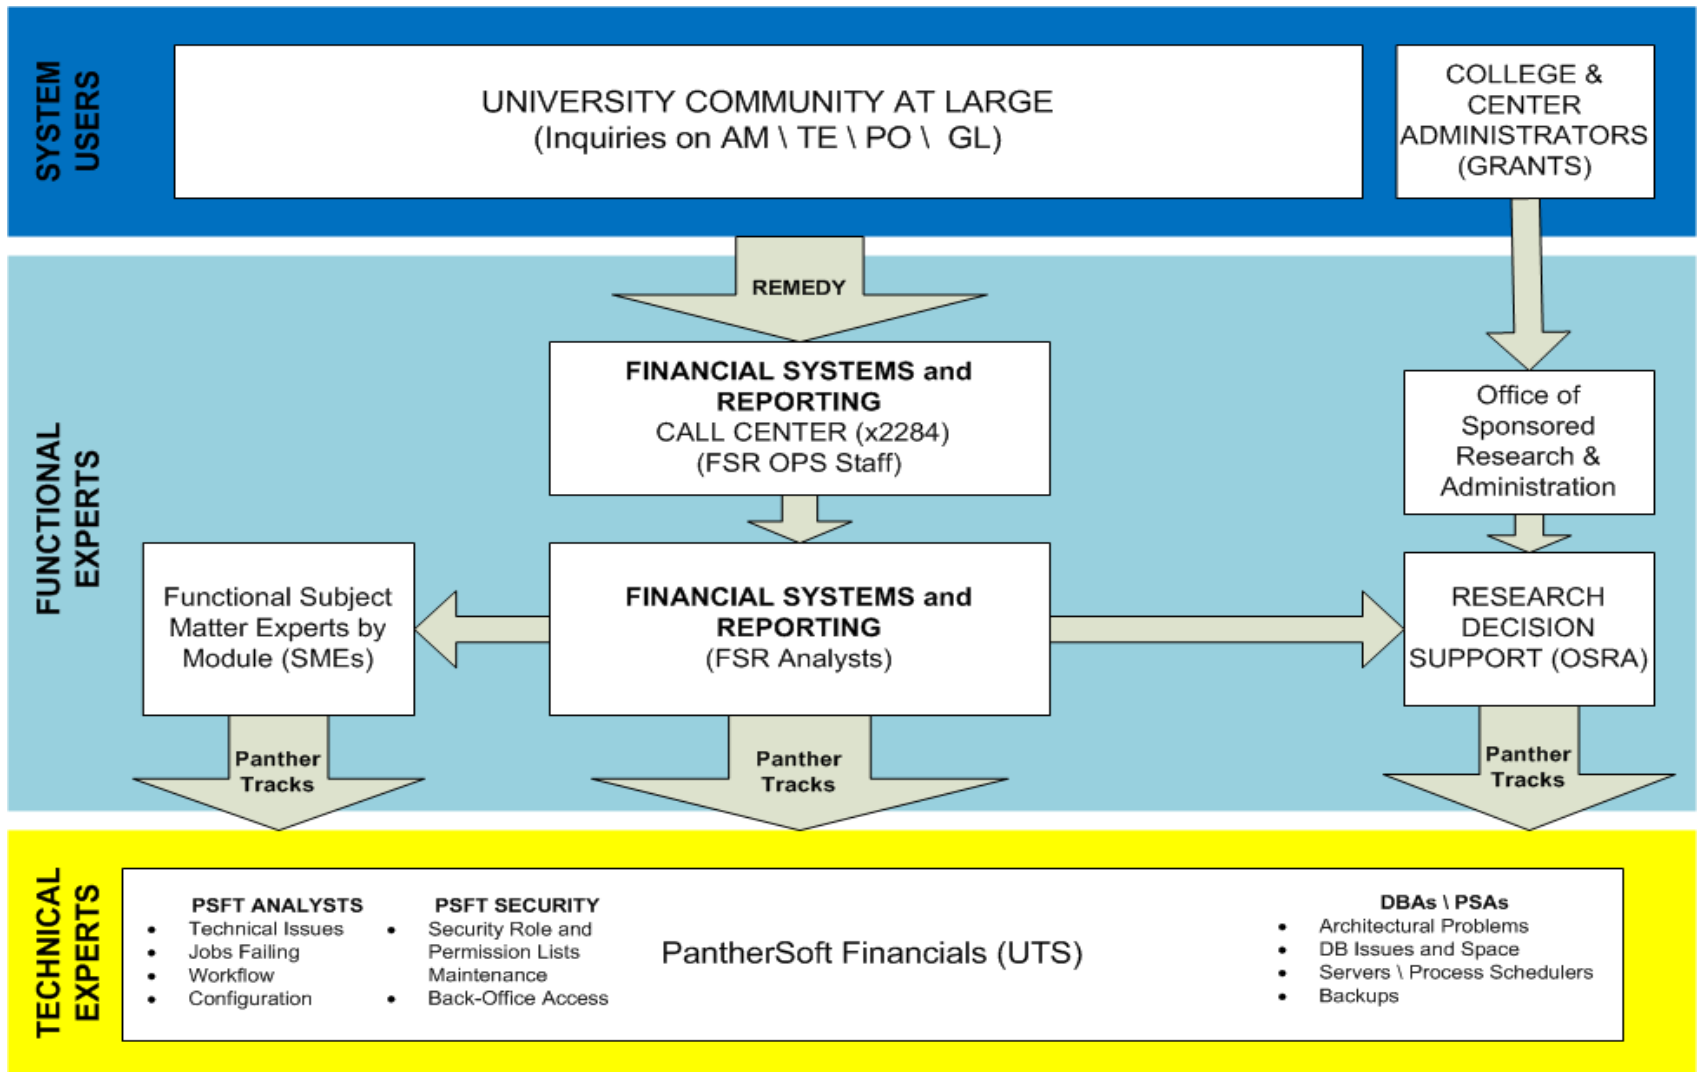 SYSTEM
USERS
UNIVERSITY COMMUNITY AT LARGE
(Inquiries on AM \ TE \ PO \ GL)
COLLEGE &
CENTER
ADMINISTRATORS
(GRANTS)
FUNCTIONAL
EXPERTS
REMEDY
FINANCIAL SYSTEMS and
REPORTING
CALL CENTER (x2284)
(FSR OPS Staff)
Office of
Sponsored
Research &
Administration
Functional Subject
Matter Experts by
Module (SMEs)
FINANCIAL SYSTEMS and
REPORTING
(FSR Analysts)
RESEARCH
DECISION
SUPPORT (OSRA)
Panther
Tracks
Panther
Tracks
Panther
Tracks
TECHNICAL
EXPERTS
PSFT ANALYSTS
• Technical Issues
• Jobs Failing
• Workflow
• Configuration
PSFT SECURITY
• Security Role and
Permission Lists
Maintenance
• Back-Office Access
PantherSoft Financials (UTS)
DBAs \ PSAs
• Architectural Problems
• DB Issues and Space
• Servers \ Process Schedulers
• Backups